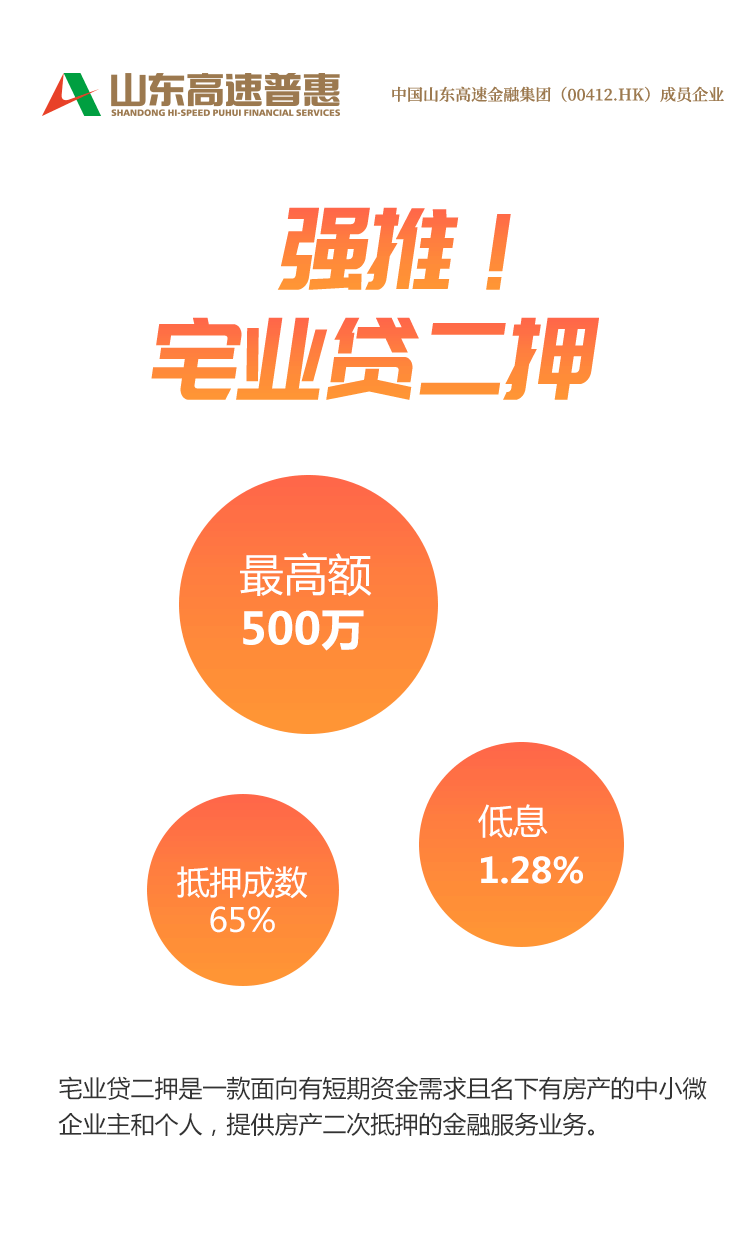 山东高速普惠
SHANDONG HI-SPEED PUHUI FINANCIAL SERVICES
中国山东高速金融集团（00412.HK）成员企业
强推！
宅业贷二押
最高额
500万
低息
1.28%
抵押成数
65%
宅业贷二押是一款面向有短期资金需求且名下有房产的中小微
企业主和个人，提供房产二次抵押的金融服务业务。